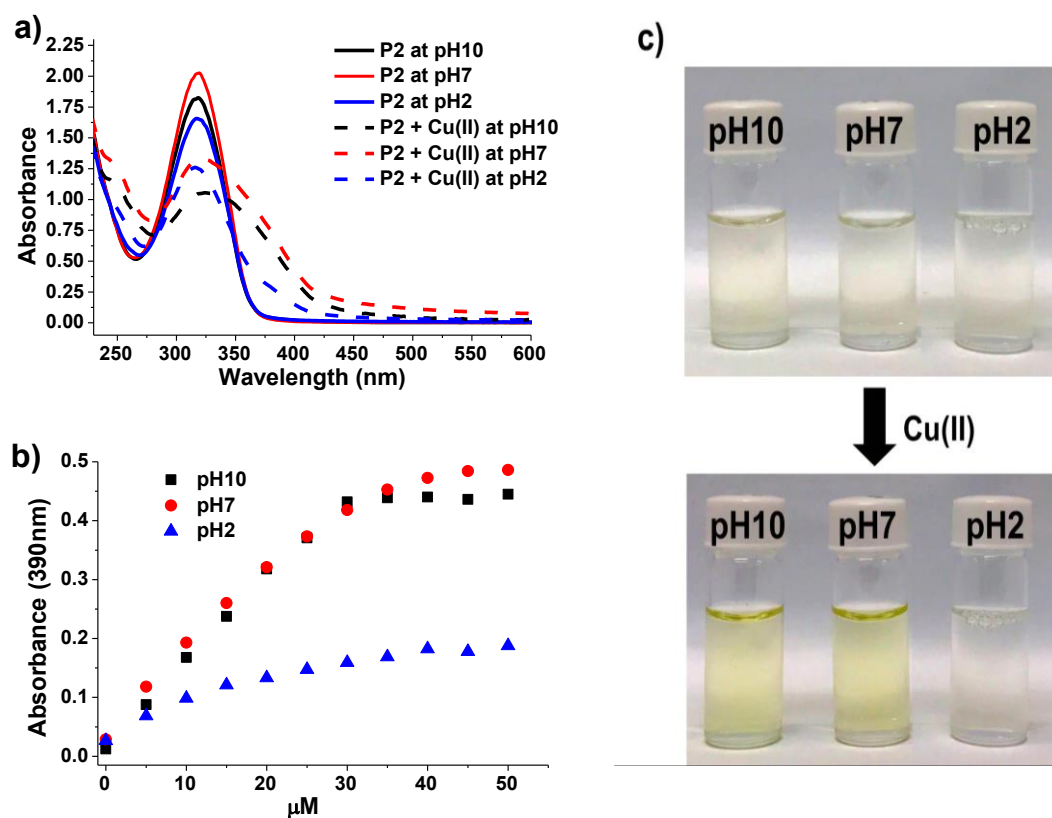 a)
2.25
2.00
1.75
1.50
1.25
1.00
0.75
0.50
0.25
0.00
Absorbance
250 300 350 400 450 500 550 600
Wavelength (nm)
P2 at pH10
P2 at pH7
P2 at pH2
P2 + Cu(II) at pH10
P2 + Cu(II) at pH7
P2 + Cu(II) at pH2
b)
0.5
0.4
0.3
0.2
0.1
0.0
Absorbance (390nm)
0 10 20 30 40 50
μM
pH10
pH7
pH2
c)
pH10 pH7 pH2
Cu(II)
pH10 pH7 pH2